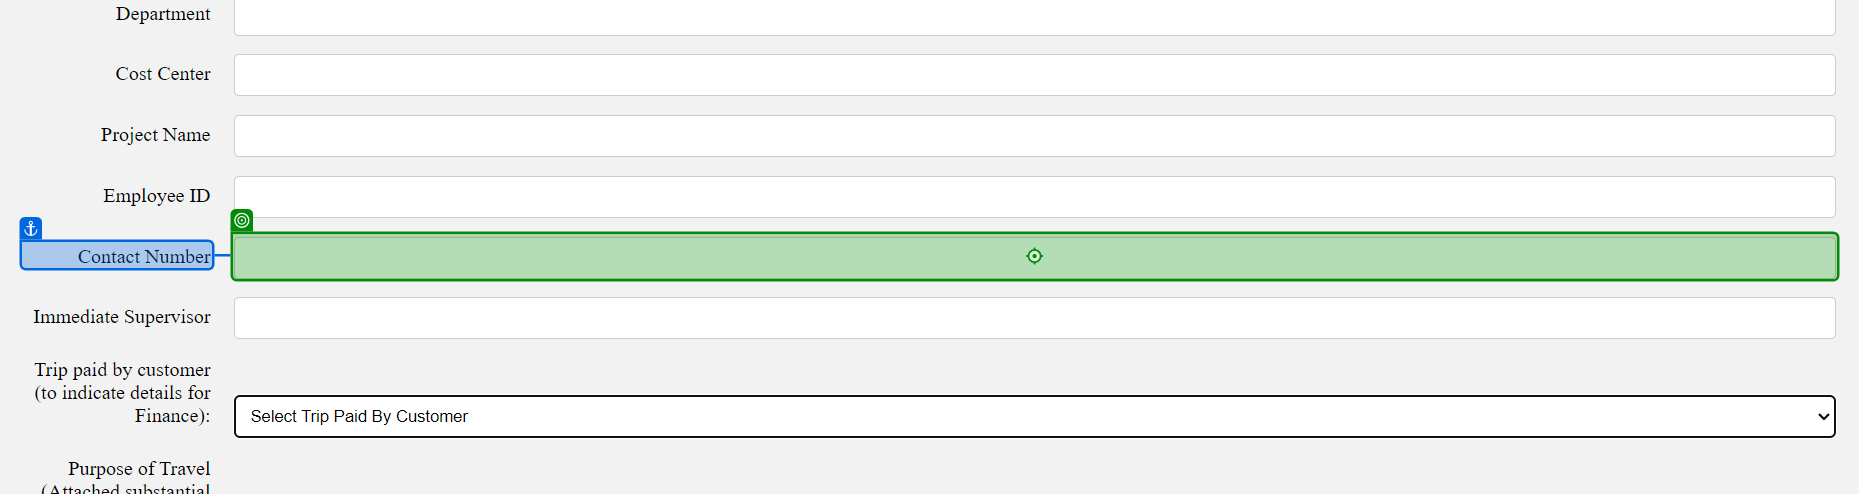 Department
Cost Center
Project Name
Employee ID
Contact Number
Immediate Supervisor
Trip paid by customer
(to indicate details for
Finance):
Select Trip Paid By Customer
Purpose of Travel
(Attached substantial